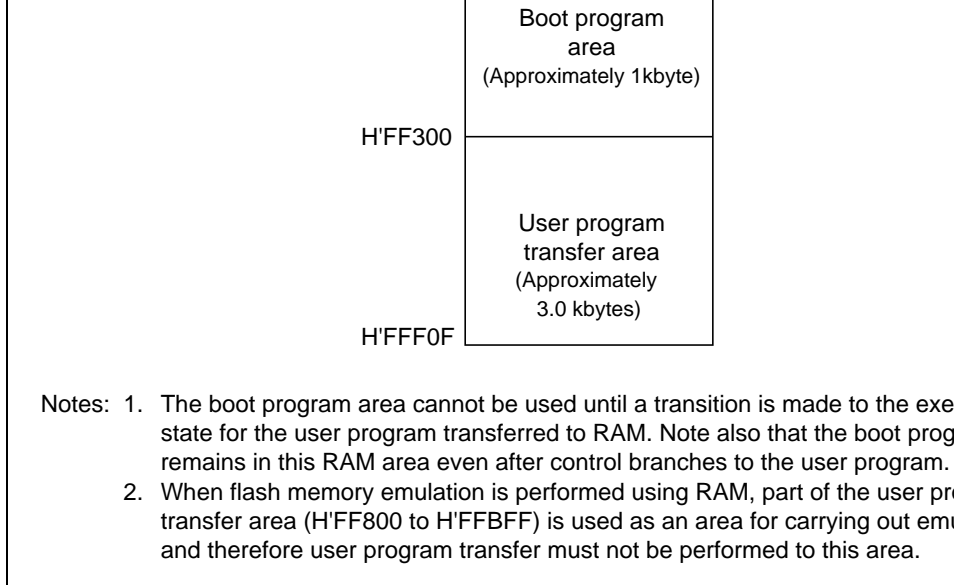 Boot program
area
(Approximately 1kbyte)
H'FF300
User program
transfer area
(Approximately
3.0 kbytes)
H'FFF0F
Notes: 1. The boot program area cannot be used until a transition is made to the exe
state for the user program transferred to RAM. Note also that the boot prog
remains in this RAM area even after control branches to the user program.
2. When flash memory emulation is performed using RAM, part of the user pro
transfer area (H'FF800 to H'FFBFF) is used as an area for carrying out emu
and therefore user program transfer must not be performed to this area.